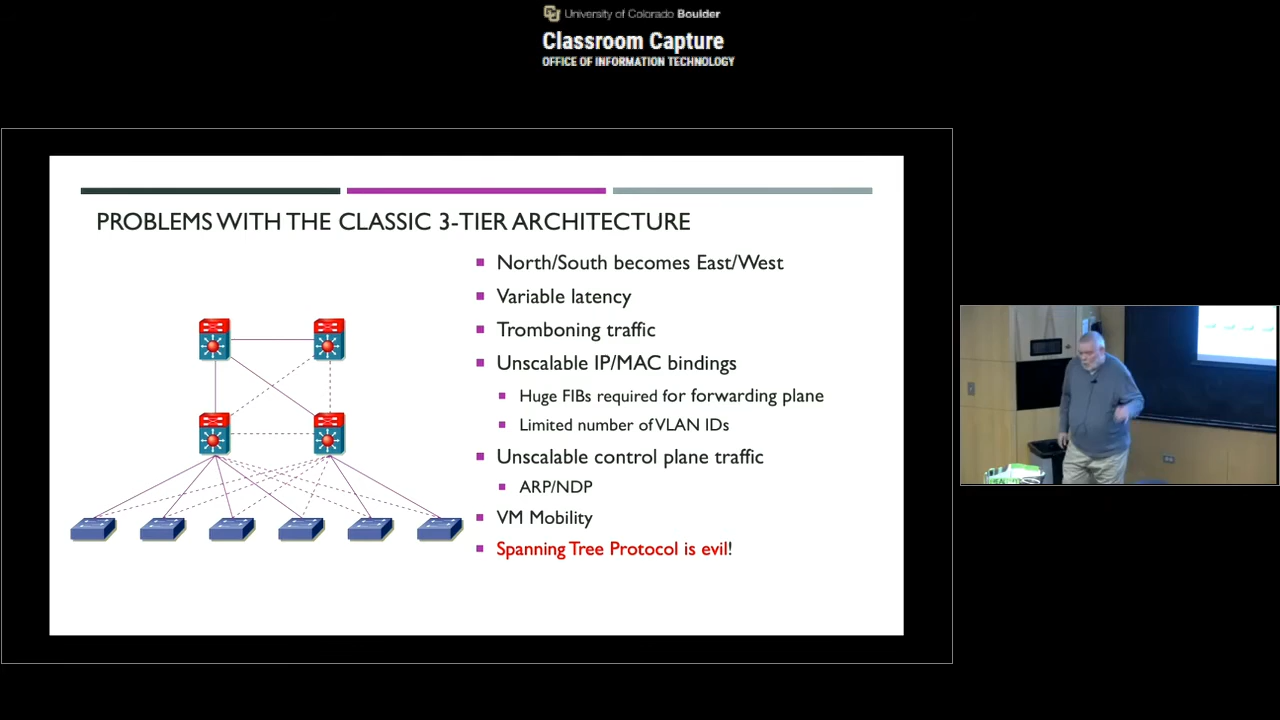 University of Colorado Boulder
Classroom Capture
OFFICE OF INFORMATION TECHNOLOGY
PROBLEMS WITH THE CLASSIC 3-TIER ARCHITECTURE
North/South becomes East/West
Variable latency
Tromboning traffic
Unscalable IP/MAC bindings
Huge FIBs required for forwarding plane
Limited number of VLAN IDs
Unscalable control plane traffic
ARP/NDP
VM Mobility
Spanning Tree Protocol is evil!